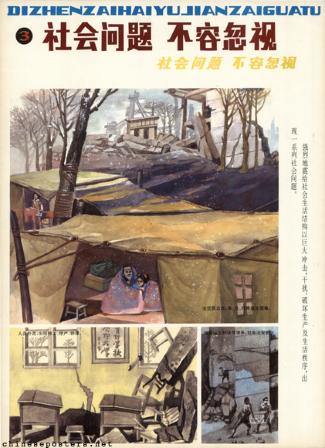 DIZHENZAIHAIYUJIANZAIGUATU
3 社会问题 不容忽视
社会问题 不容忽视
强烈地震给社会生活结构以巨大冲击,干扰、破坏生产及生活秩序,出
现一系列社会问题。
chineseposters.net